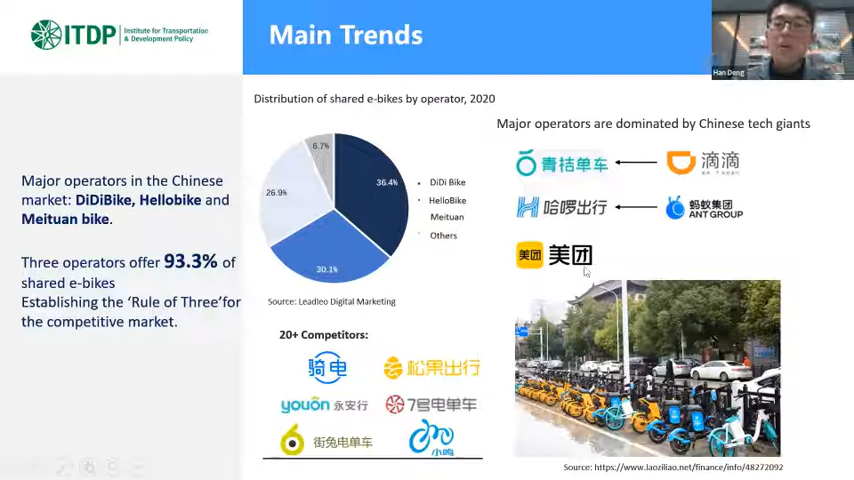 ITDP
Institute for Transportation
& Development Policy
Main Trends
Han Deng
Distribution of shared e-bikes by operator, 2020
Major operators are dominated by Chinese tech giants
Major operators in the Chinese
market: DiDiBike, Hellobike and
Meituan bike.
Three operators offer 93.3% of
shared e-bikes
Establishing the ‘Rule of Three’for
the competitive market.
6.7%
36.4%
26.9%
30.1%
DiDi Bike
HelloBike
Meituan
Others
Source: Leadleo Digital Marketing
20+ Competitors:
骑电
松果出行
youon 永安行
7号电单车
街兔电单车
小鸣
青桔单车
滴滴
哈啰出行
蚂蚁集团
ANT GROUP
美团 美团
Source: https://www.laoziliao.net/finance/info/48272092